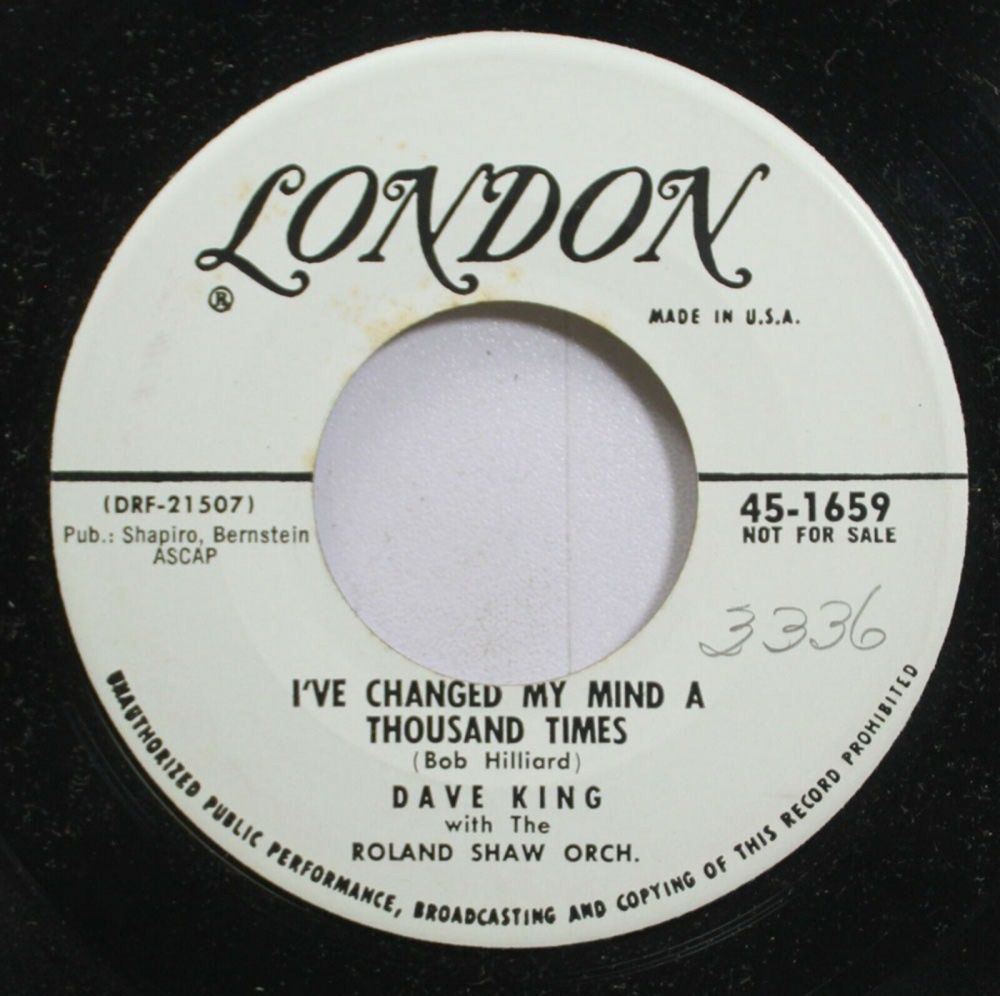 LONDON
®
MADE IN U.S.A.
(DRF-21507)
Pub.: Shapiro, Bernstein
ASCAP
45-1659
NOT FOR SALE
3336
I'VE CHANGED MY MIND A
THOUSAND TIMES
(Bob Hilliard)
DAVE KING
with The
ROLAND SHAW ORCH.
UNAUTHORIZED PUBLIC PERFORMANCE, BROADCASTING AND COPYING OF THIS RECORD PROHIBITED